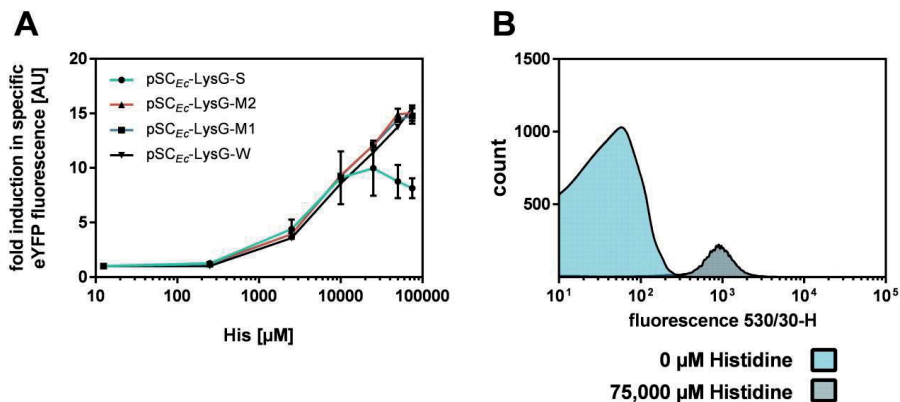 A
fold induction in specific
eYFP fluorescence [AU]
20
15
10
5
0
pSCEc-LysG-S
pSCEc-LysG-M2
pSCEc-LysG-M1
pSCEc-LysG-W
10 100 1000 10000 100000
His [µM]
B
count
1500
1000
500
10¹ 10² 10³ 10⁴ 10⁵
fluorescence 530/30-H
0 µM Histidine
75,000 µM Histidine